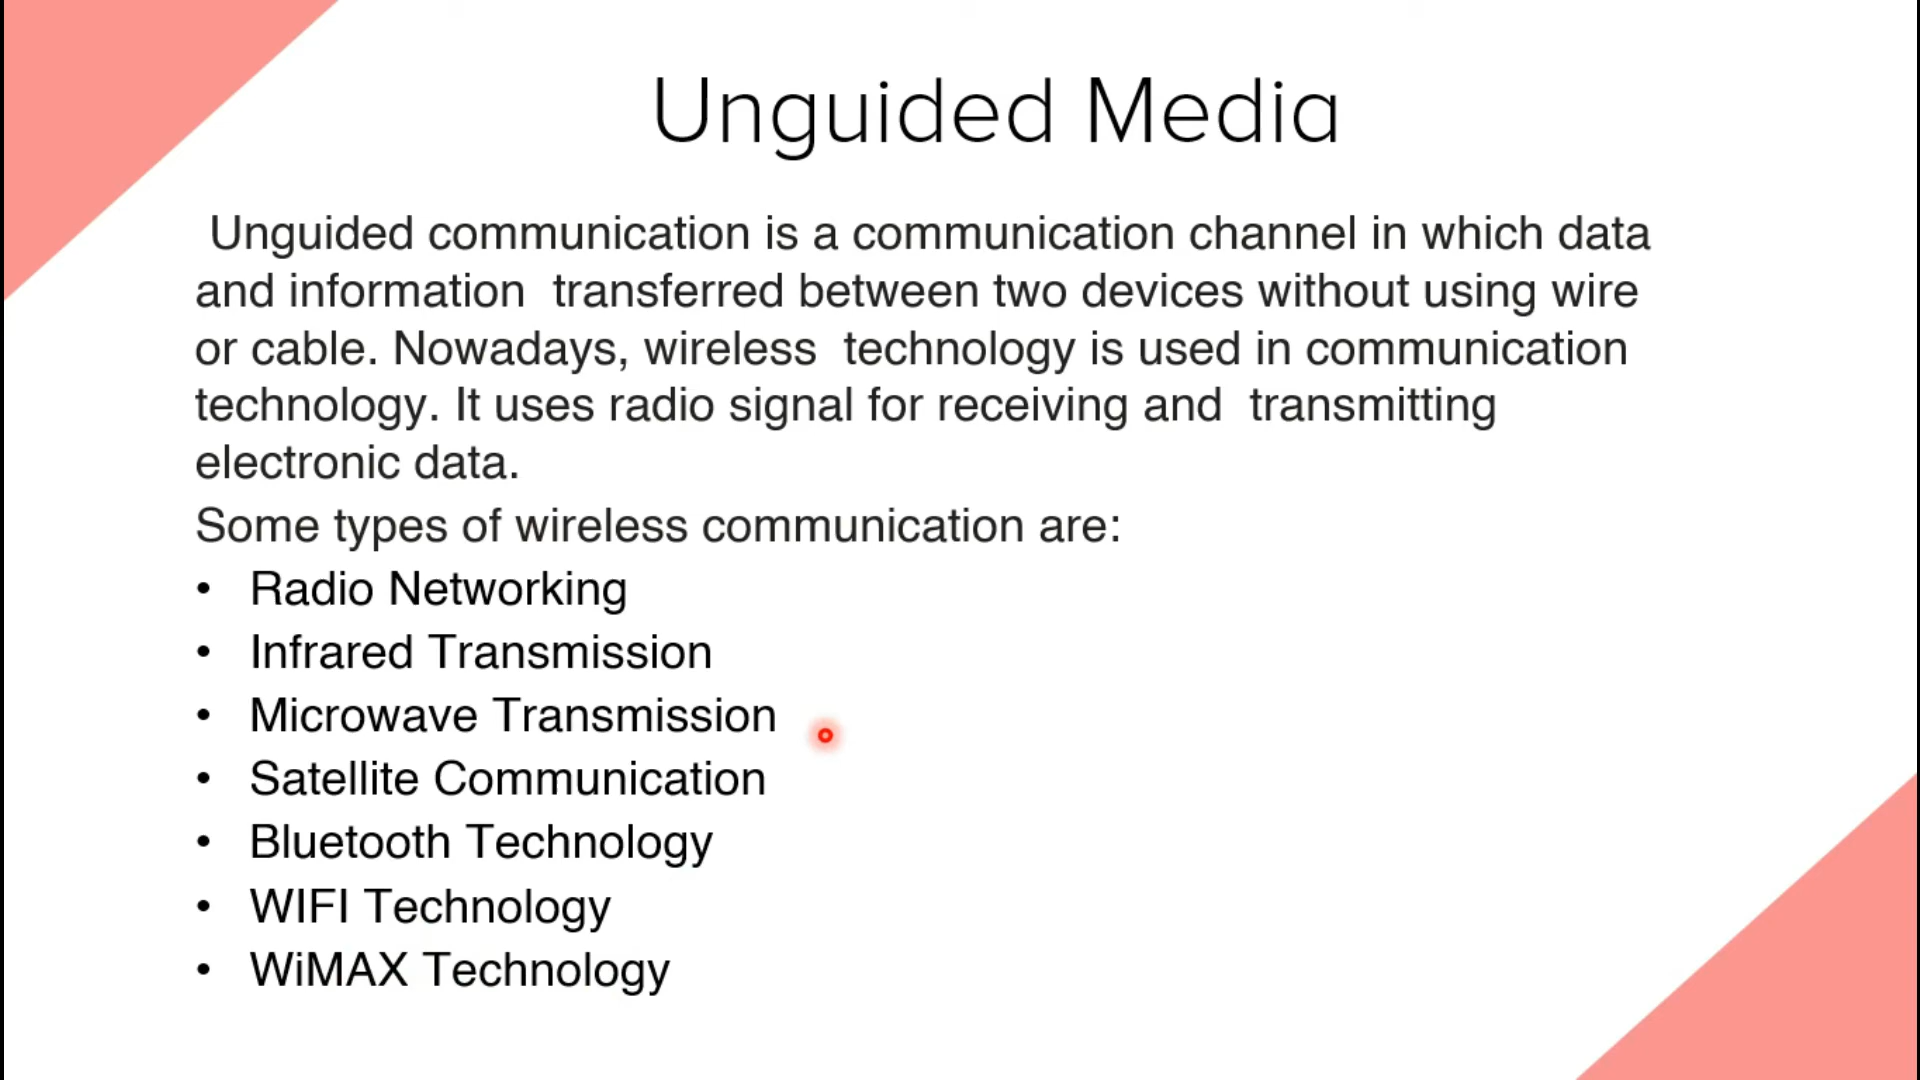 Unguided Media
Unguided communication is a communication channel in which data
and information  transferred between two devices without using wire
or cable. Nowadays, wireless  technology is used in communication
technology. It uses radio signal for receiving and  transmitting
electronic data.
Some types of wireless communication are:
• Radio Networking
• Infrared Transmission
• Microwave Transmission
• Satellite Communication
• Bluetooth Technology
• WIFI Technology
• WiMAX Technology